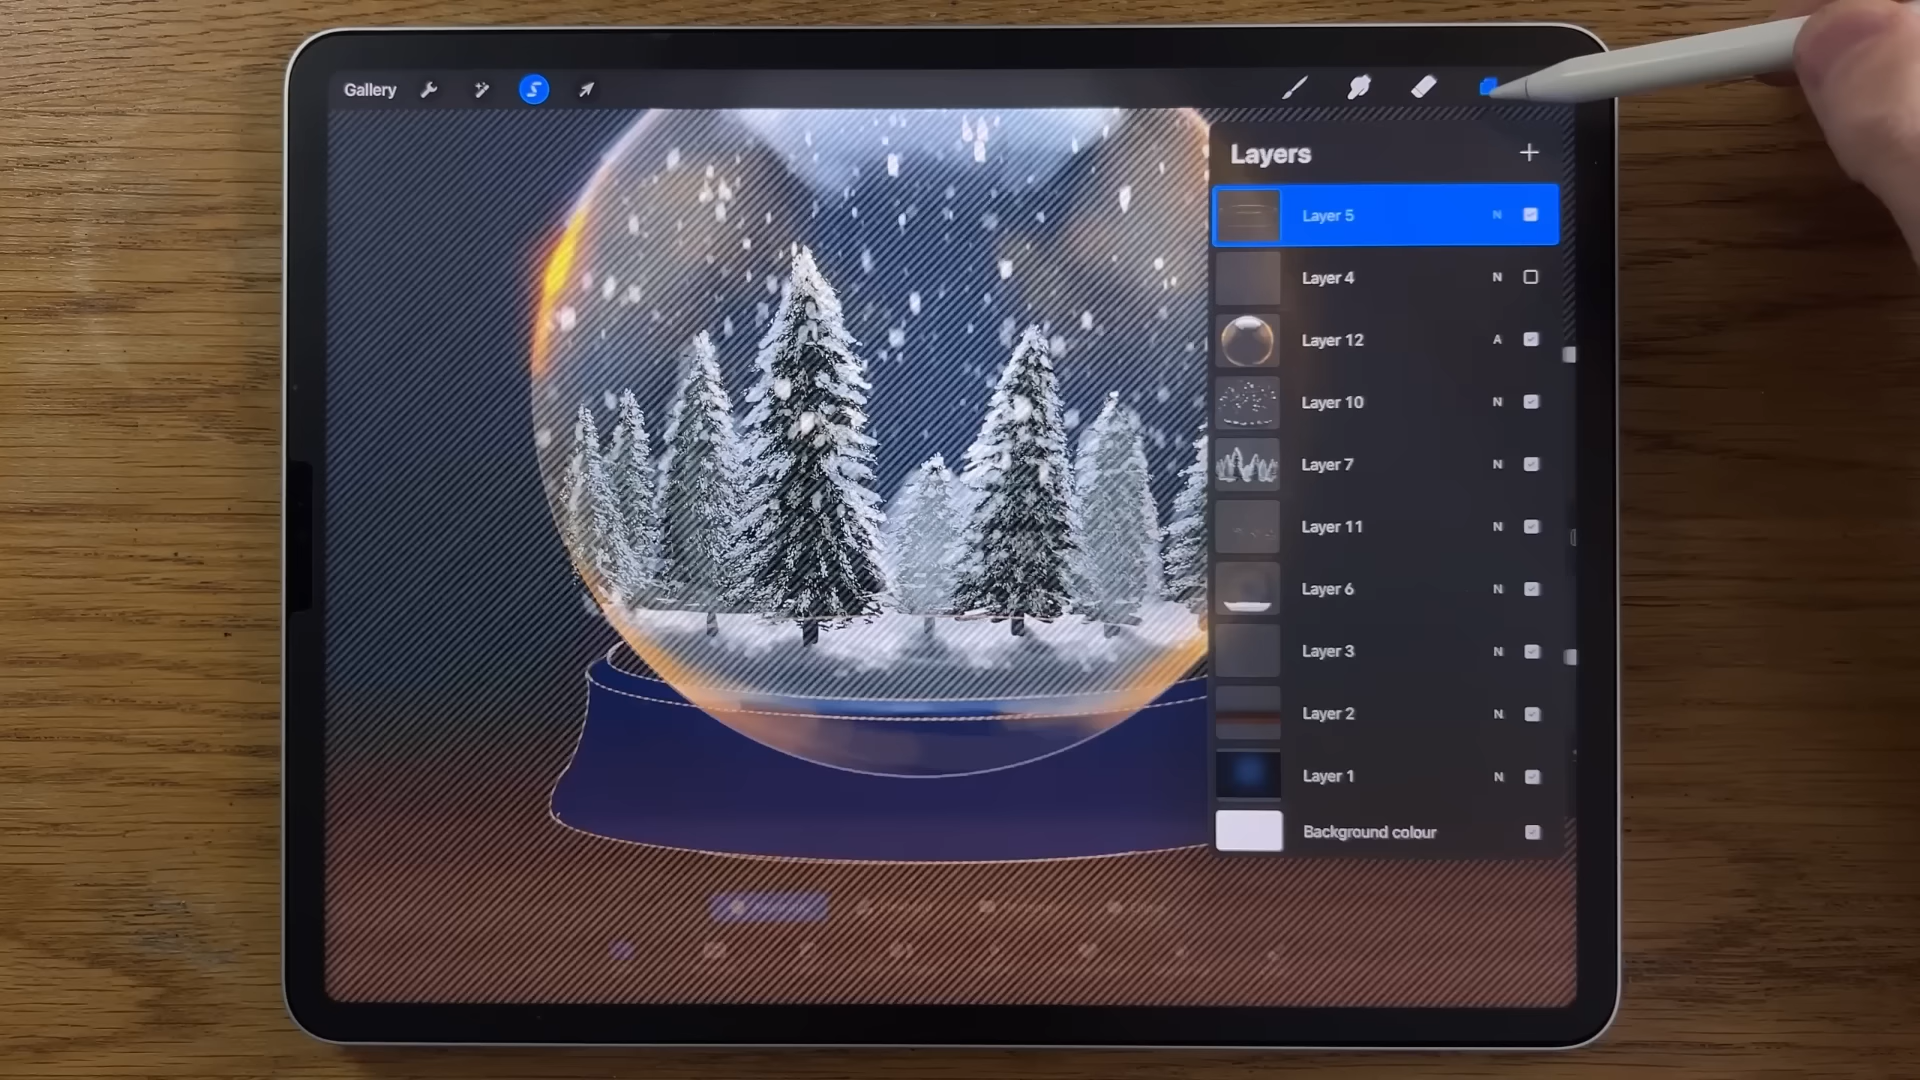 Gallery
Layers
Layer 5 N
Layer 4 N
Layer 12 A
Layer 10 N
Layer 7 N
Layer 11 N
Layer 6 N
Layer 3 N
Layer 2 N
Layer 1 N
Background colour